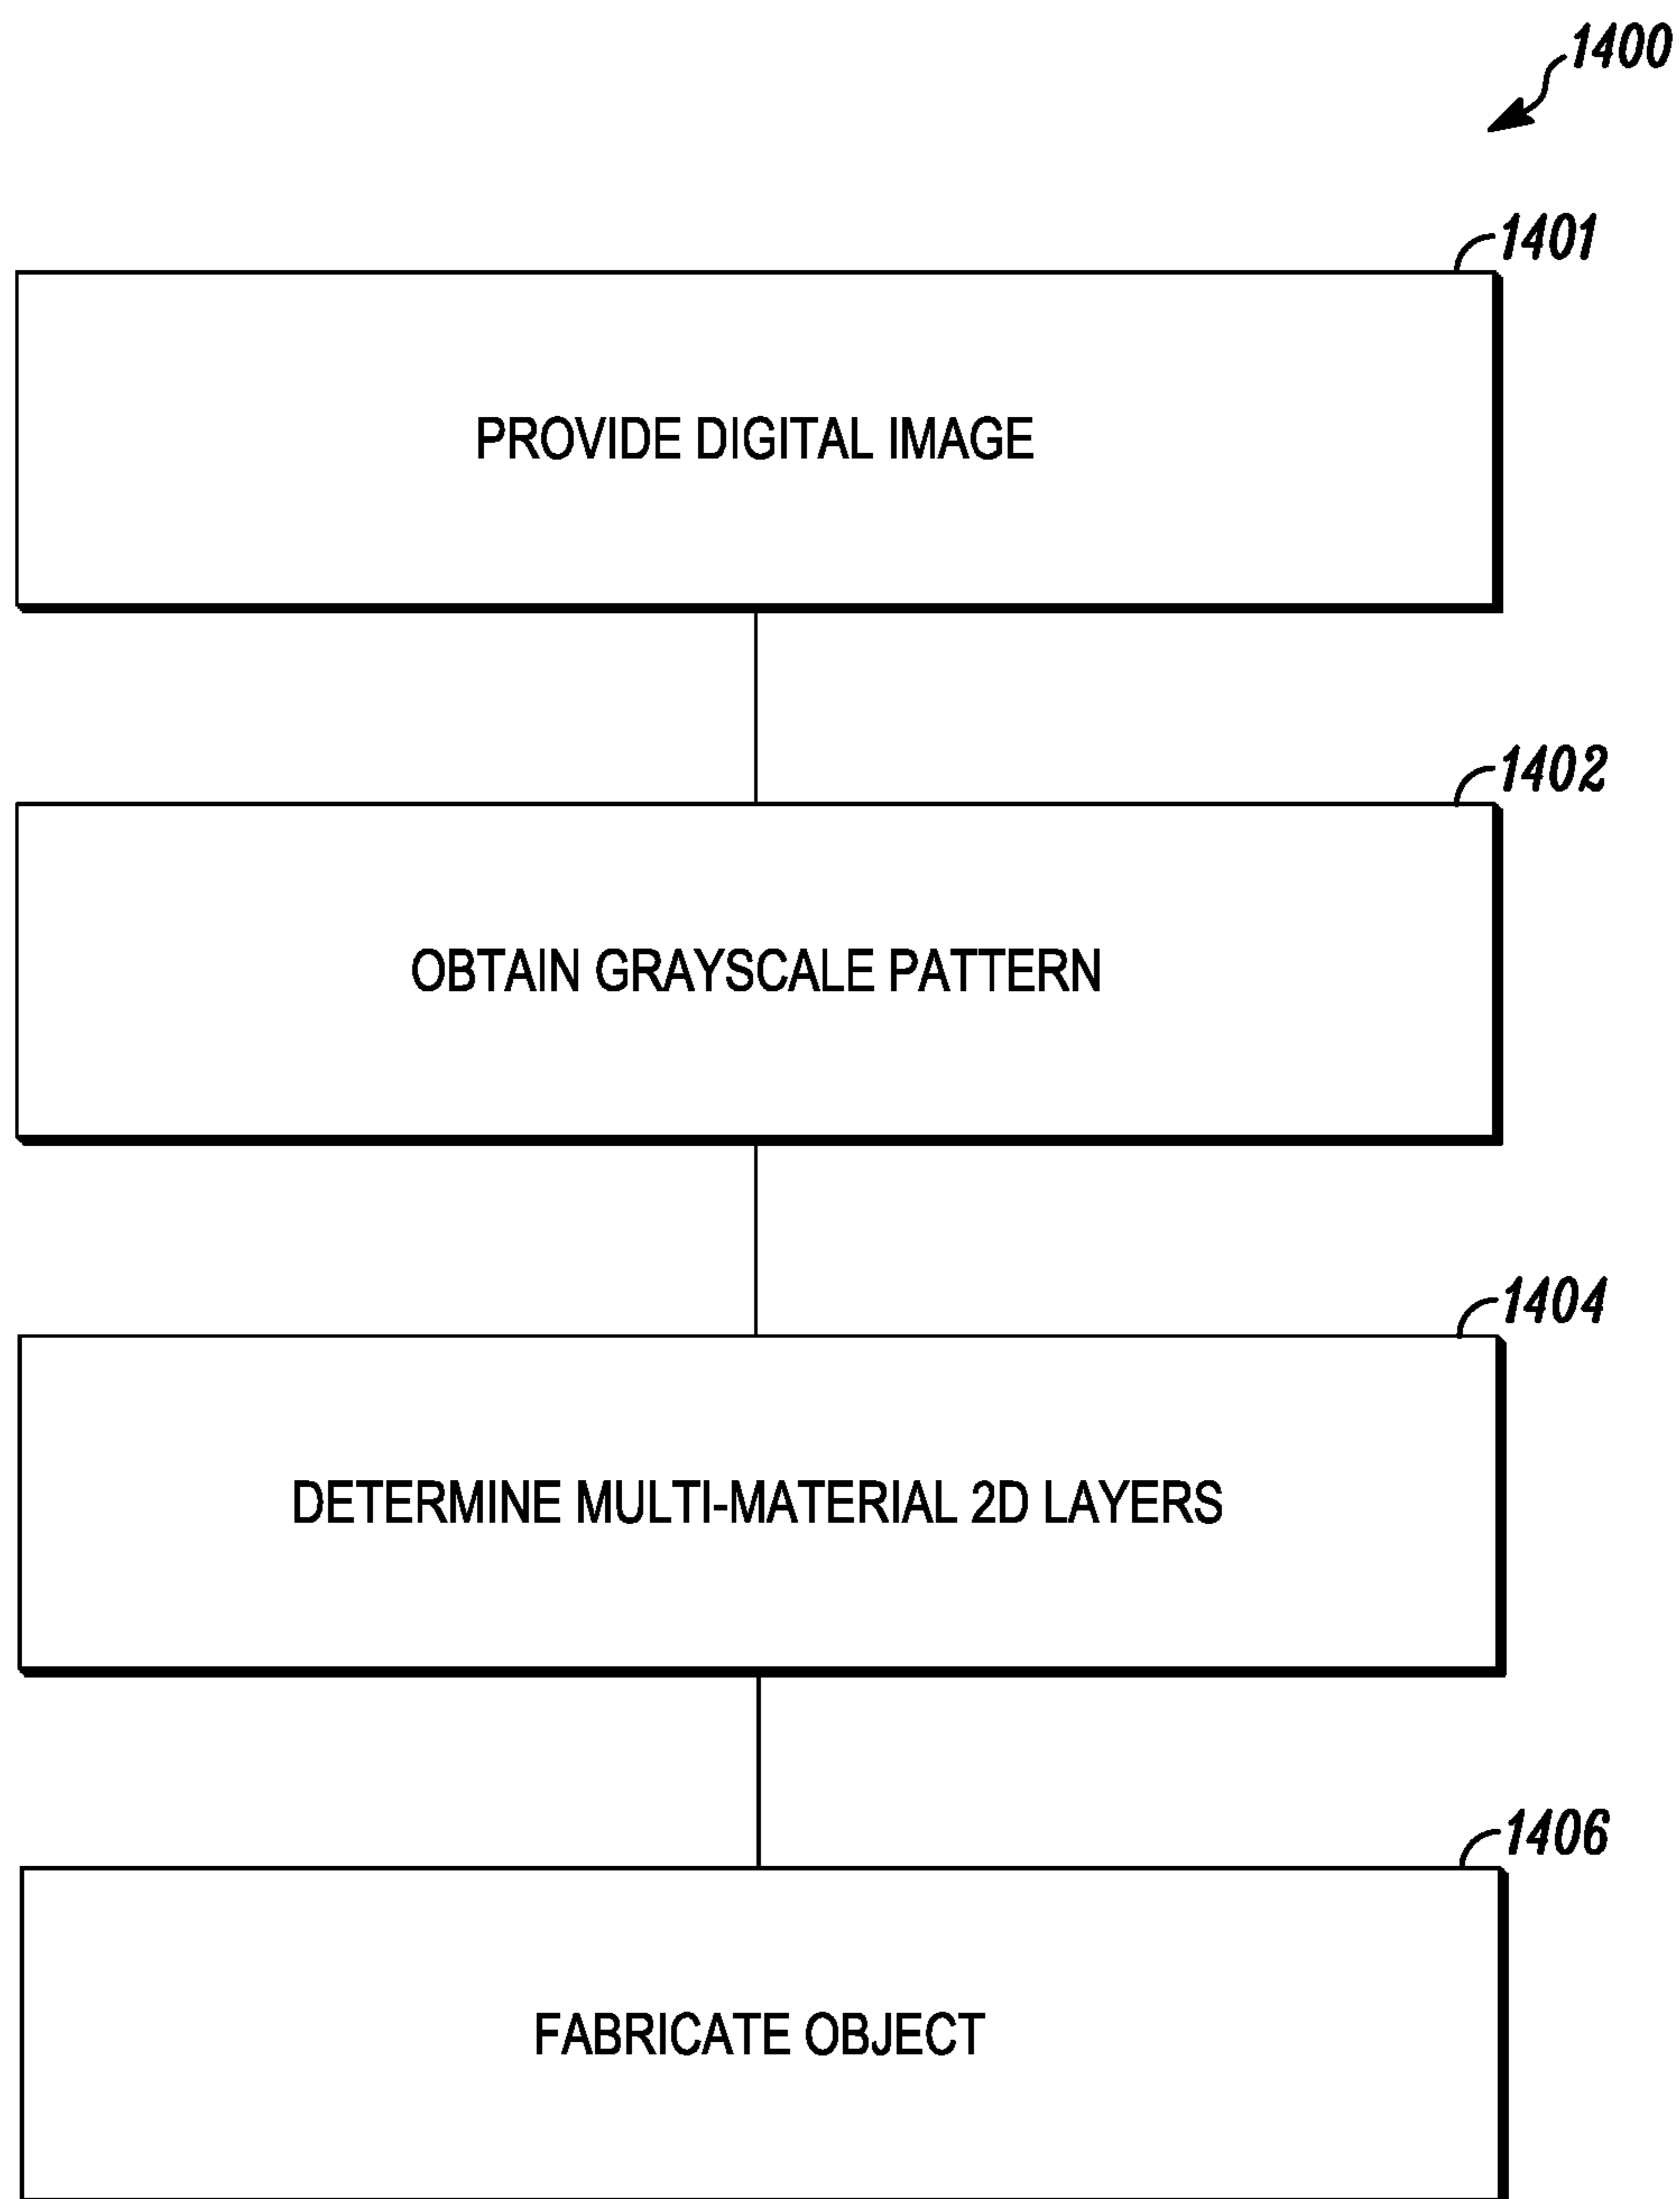 1400
1401
PROVIDE DIGITAL IMAGE
1402
OBTAIN GRAYSCALE PATTERN
1404
DETERMINE MULTI-MATERIAL 2D LAYERS
1406
FABRICATE OBJECT